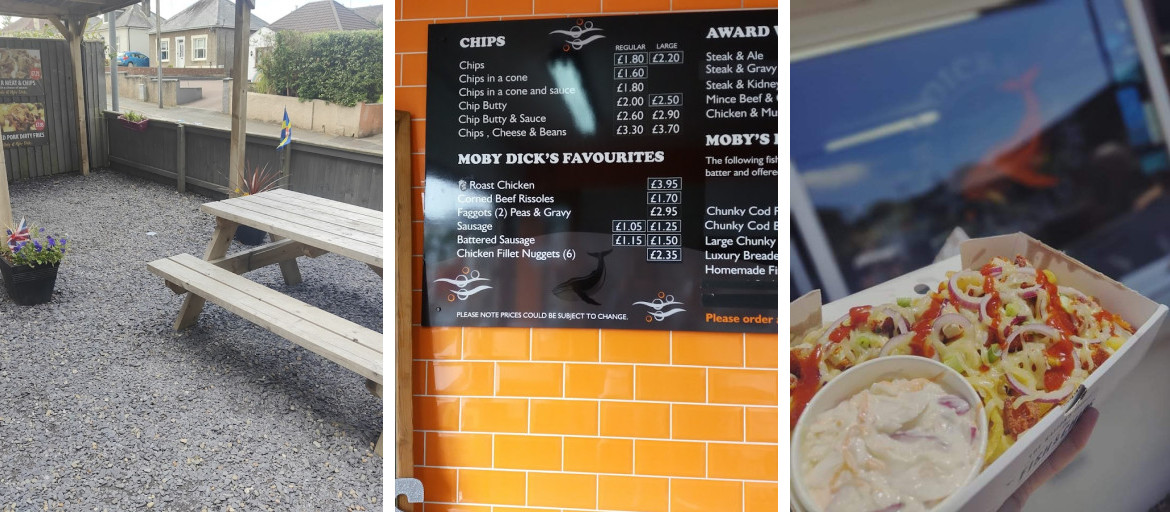 & CHIPS
PORK DIRTY FRIES
CHIPS
REGULAR LARGE
Chips £1.80 £2.20
Chips in a cone £1.60
Chips in a cone and sauce £1.80
Chip Butty £2.00 £2.50
Chip Butty & Sauce £2.60 £2.90
Chips , Cheese & Beans £3.30 £3.70
MOBY DICK'S FAVOURITES
Roast Chicken £3.95
Corned Beef Rissoles £1.70
Faggots (2) Peas & Gravy £2.95
Sausage £1.05 £1.25
Battered Sausage £1.15 £1.50
Chicken Fillet Nuggets (6) £2.35
PLEASE NOTE PRICES COULD BE SUBJECT TO CHANGE.
AWARD
Steak & Ale
Steak & Gravy
Steak & Kidney
Mince Beef &
Chicken & Mu
MOBY'S
The following fish
batter and offere
Chunky Cod
Chunky Cod
Large Chunky
Luxury Breade
Homemade Fi
Please order